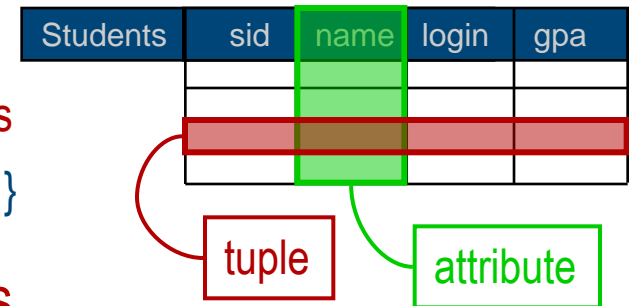 Students sid name login gpa
s
}
tuple
attribute
s